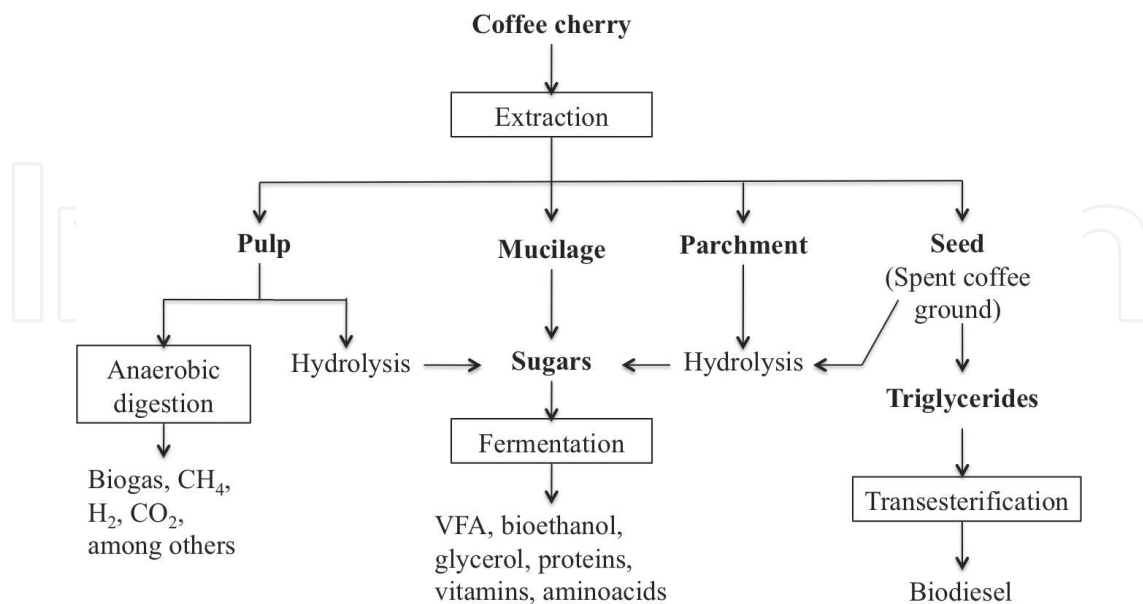 Coffee cherry
Extraction
Pulp
Mucilage
Parchment
Seed
(Spent coffee
ground)
Anaerobic
digestion
Hydrolysis
Sugars
Hydrolysis
Triglycerides
Fermentation
Biogas, CH₄,
H₂, CO₂,
among others
Transesterification
VFA, bioethanol,
glycerol, proteins,
vitamins, aminoacids
Biodiesel